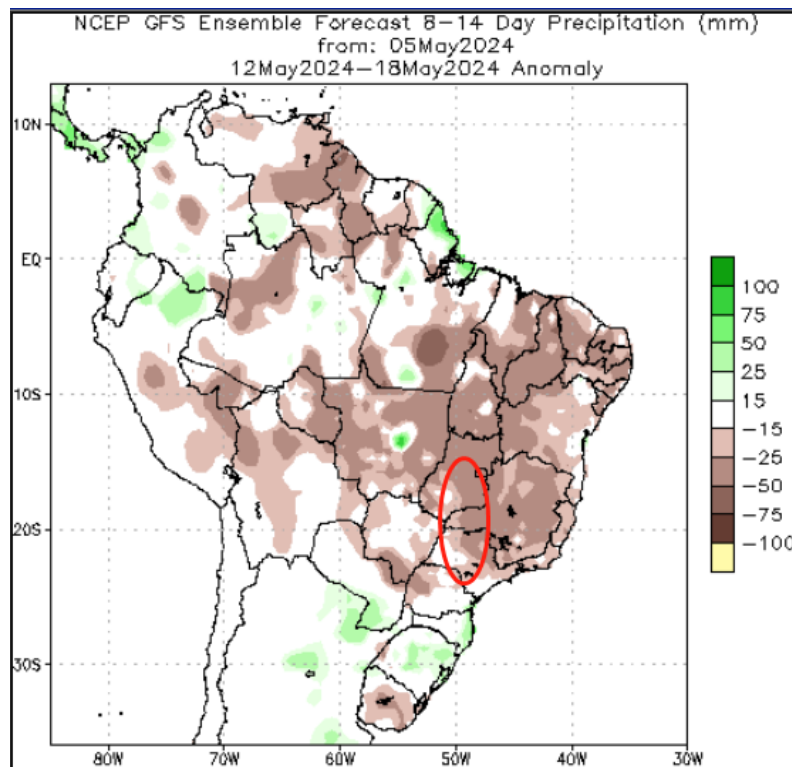 NCEP GFS Ensemble Forecast 8-14 Day Precipitation (mm)
from: 05May2024
12May2024-18May2024 Anomaly
10N
EQ
10S
20S
30S
80W 70W 60W 50W 40W 30W
100
75
50
25
15
-15
-25
-50
-75
-100